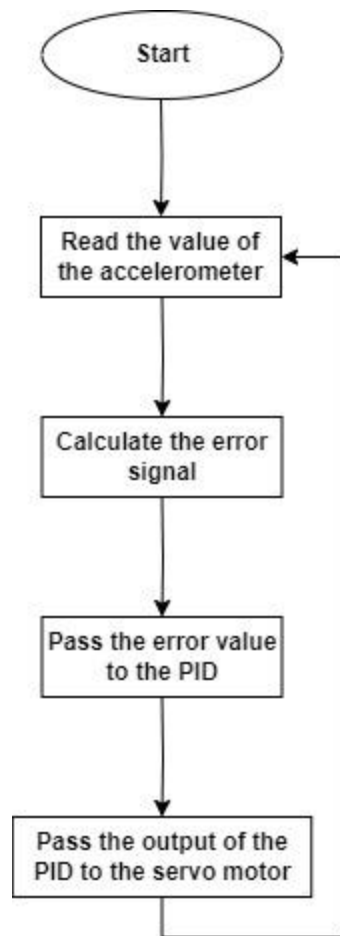 Start
Read the value of
the accelerometer
Calculate the error
signal
Pass the error value
to the PID
Pass the output of the
PID to the servo motor